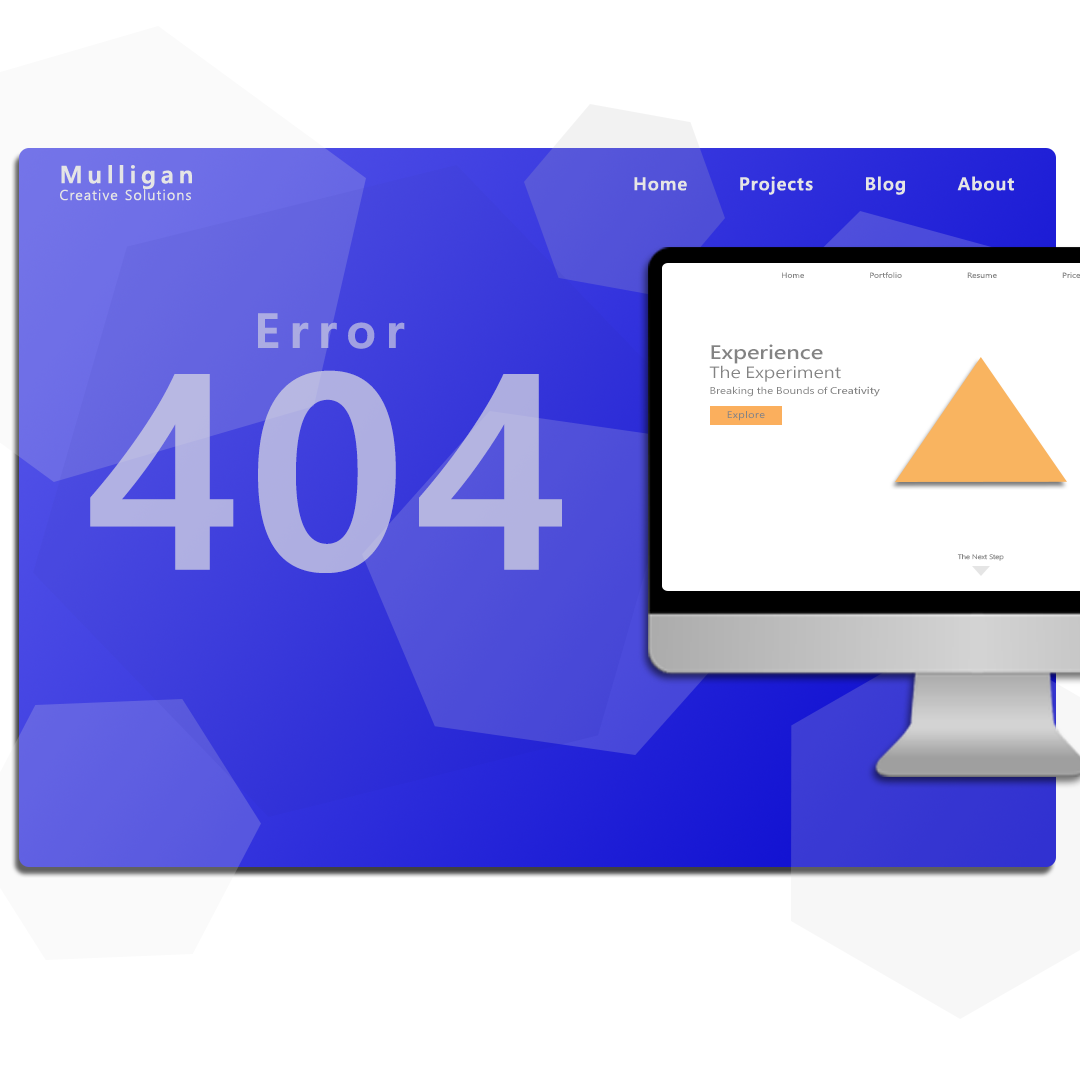 Mulligan
Creative Solutions
Home Projects Blog About
Error
404
Home Portfolio Resume Price
Experience
The Experiment
Breaking the Bounds of Creativity
Explore
The Next Step